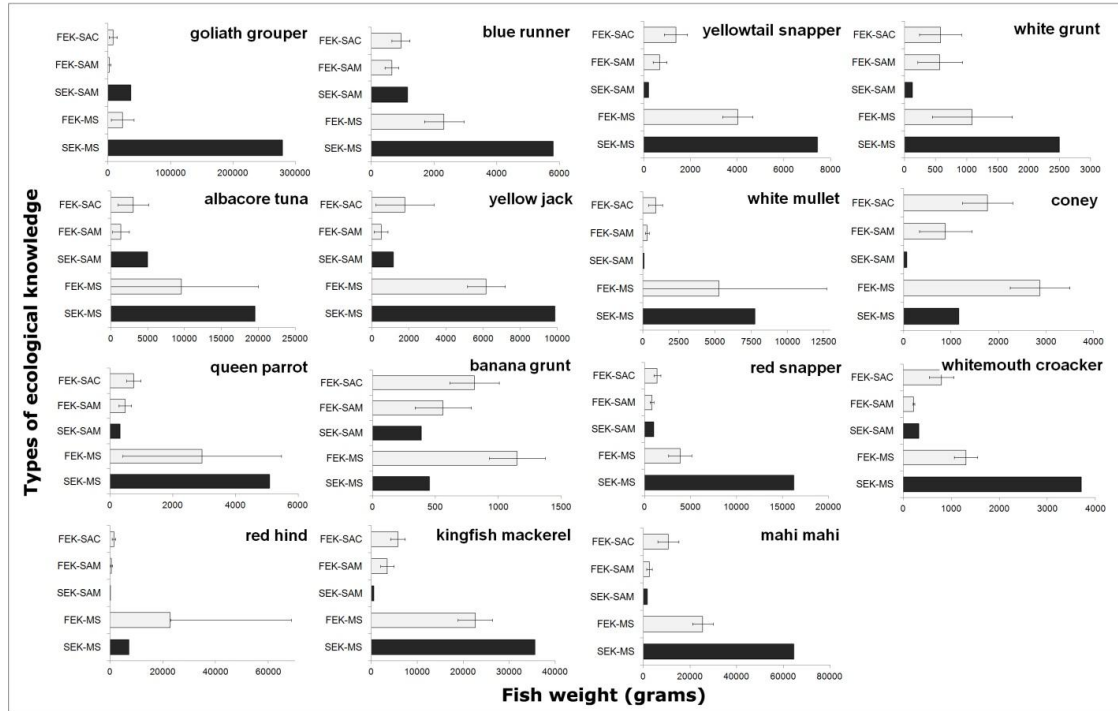 Types of ecological knowledge
goliath grouper
FEK-SAC
FEK-SAM
SEK-SAM
FEK-MS
SEK-MS
0 100000 200000 300000
blue runner
FEK-SAC
FEK-SAM
SEK-SAM
FEK-MS
SEK-MS
0 2000 4000 6000
yellowtail snapper
FEK-SAC
FEK-SAM
SEK-SAM
FEK-MS
SEK-MS
0 2000 4000 6000 8000
white grunt
FEK-SAC
FEK-SAM
SEK-SAM
FEK-MS
SEK-MS
0 500 1000 1500 2000 2500 3000
albacore tuna
FEK-SAC
FEK-SAM
SEK-SAM
FEK-MS
SEK-MS
0 5000 10000 15000 20000 25000
yellow jack
FEK-SAC
FEK-SAM
SEK-SAM
FEK-MS
SEK-MS
0 2000 4000 6000 8000 10000
white mullet
FEK-SAC
FEK-SAM
SEK-SAM
FEK-MS
SEK-MS
0 2500 5000 7500 10000 12500
coney
FEK-SAC
FEK-SAM
SEK-SAM
FEK-MS
SEK-MS
0 1000 2000 3000 4000
queen parrot
FEK-SAC
FEK-SAM
SEK-SAM
FEK-MS
SEK-MS
0 2000 4000 6000
banana grunt
FEK-SAC
FEK-SAM
SEK-SAM
FEK-MS
SEK-MS
0 500 1000 1500
red snapper
FEK-SAC
FEK-SAM
SEK-SAM
FEK-MS
SEK-MS
0 5000 10000 15000 20000
whitemouth croacker
FEK-SAC
FEK-SAM
SEK-SAM
FEK-MS
SEK-MS
0 1000 2000 3000 4000
red hind
FEK-SAC
FEK-SAM
SEK-SAM
FEK-MS
SEK-MS
0 20000 40000 60000
kingfish mackerel
FEK-SAC
FEK-SAM
SEK-SAM
FEK-MS
SEK-MS
0 10000 20000 30000 40000
mahi mahi
FEK-SAC
FEK-SAM
SEK-SAM
FEK-MS
SEK-MS
0 20000 40000 60000 80000
Fish weight (grams)